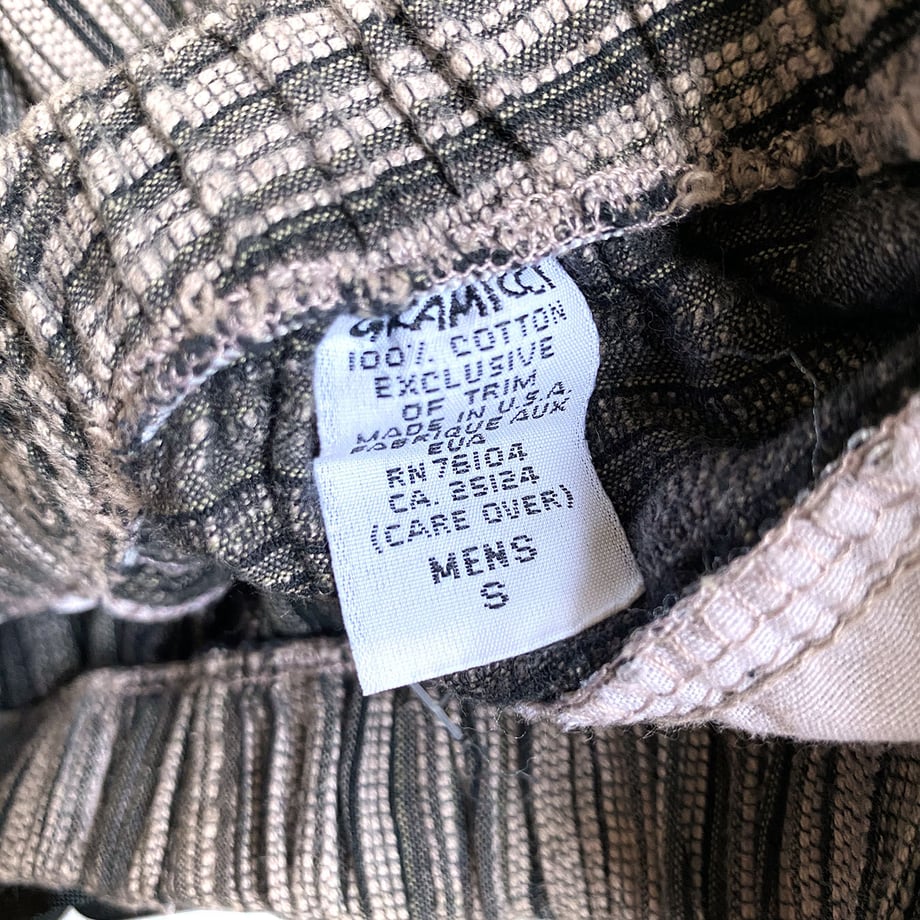 GRAMICCI
100% COTTON
EXCLUSIVE
OF TRIM
MADE IN U.S.A
FABRIQUE AUX
EUA
RN 76104
CA. 25124
(CARE OVER)
MENS
S